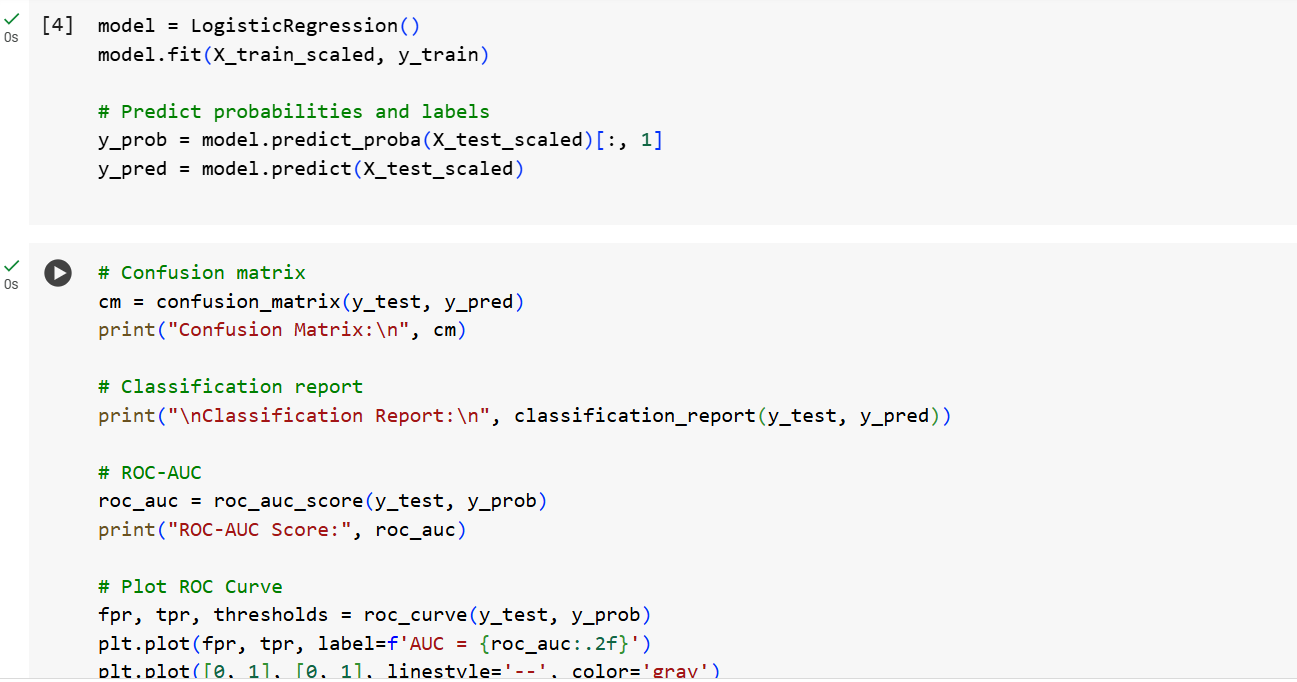 [4] model = LogisticRegression()
0s
model.fit(X_train_scaled, y_train)
# Predict probabilities and labels
y_prob = model.predict_proba(X_test_scaled)[:, 1]
y_pred = model.predict(X_test_scaled)
# Confusion matrix
0s
cm = confusion_matrix(y_test, y_pred)
print("Confusion Matrix:\n", cm)
# Classification report
print("\nClassification Report:\n", classification_report(y_test, y_pred))
# ROC-AUC
roc_auc = roc_auc_score(y_test, y_prob)
print("ROC-AUC Score:", roc_auc)
# Plot ROC Curve
fpr, tpr, thresholds = roc_curve(y_test, y_prob)
plt.plot(fpr, tpr, label=f'AUC = {roc_auc:.2f}')
plt.plot([0, 1], [0, 1], linestyle='--', color='gray')